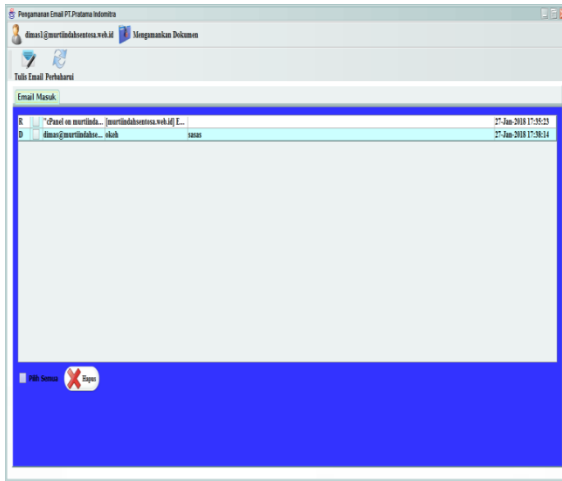 Pengamanan Email PT.Pratama Indomitra
dimas1@murtiindahsentosa.web.id Mengamankan Dokumen
Tulis Email Perbaharui
Email Masuk
R "cPanel on murtiinda... [murtiindahsentosa.web.id] E... 27-Jan-2018 17:35:23
D dimas@murtiindahse... okeh sasas 27-Jan-2018 17:38:14
Pilih Semua Hapus